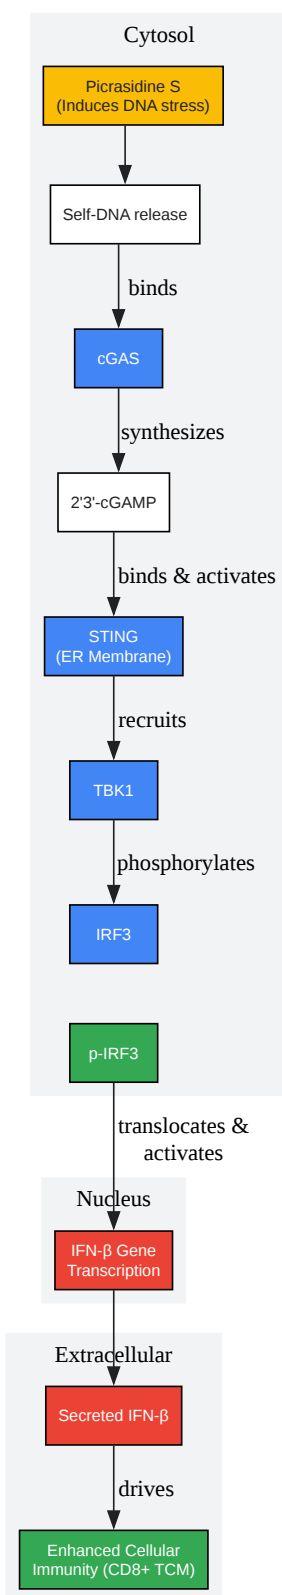 Cytosol
Picrasidine S
(Induces DNA stress)
Self-DNA release
binds
cGAS
synthesizes
2'3'-cGAMP
binds & activates
STING
(ER Membrane)
recruits
TBK1
phosphorylates
IRF3
p-IRF3
translocates &
activates
Nucleus
IFN-β Gene
Transcription
Extracellular
Secreted IFN-β
drives
Enhanced Cellular
Immunity (CD8+ TCM)